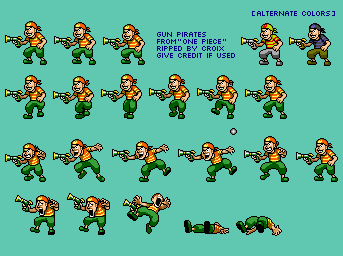 [ALTERNATE COLORS]
GUN PIRATES
FROM"ONE PIECE"
RIPPED BY CROIX
GIVE CREDIT IF USED